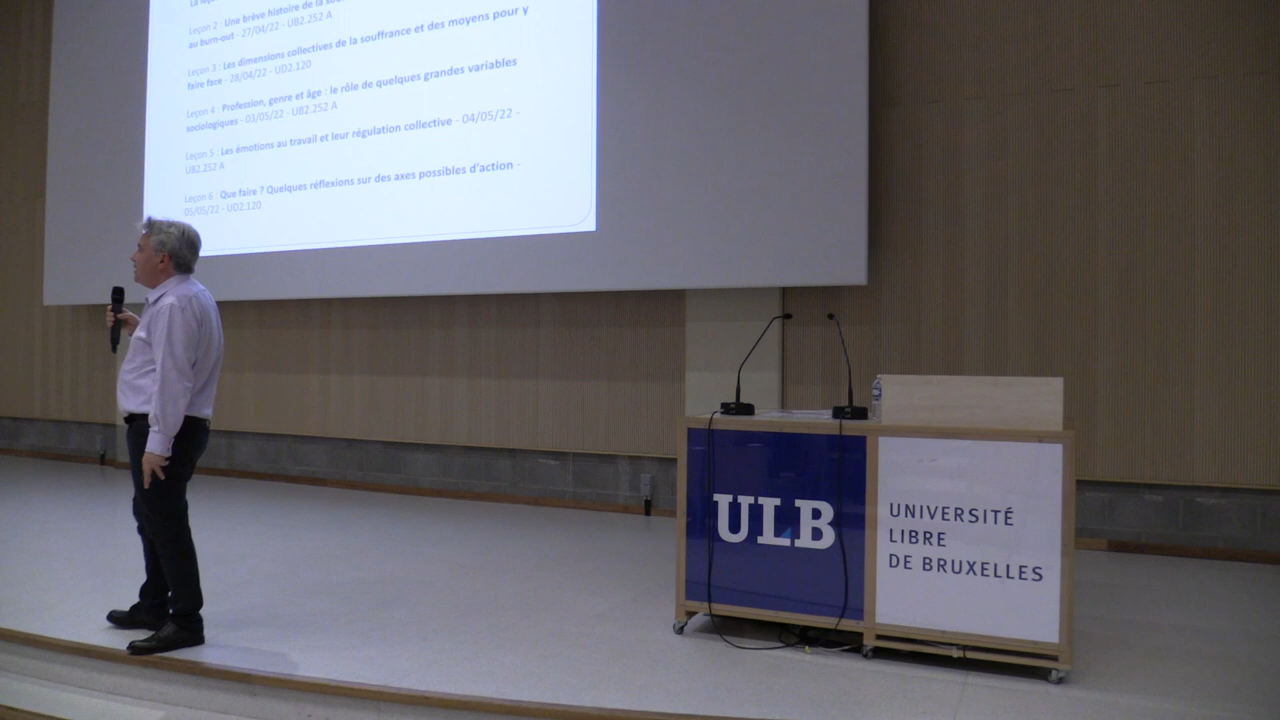 Leçon 2 : Une brève histoire de la
au burn-out - 27/04/22 - UB2.252 A
Leçon 3 : Les dimensions collectives de la souffrance et des moyens pour y
faire face - 28/04/22 - UD2.120
Leçon 4 : Profession, genre et âge : le rôle de quelques grandes variables
sociologiques - 03/05/22 - UB2.252 A
Leçon 5 : Les émotions au travail et leur régulation collective - 04/05/22 -
UB2.252 A
Leçon 6 : Que faire ? Quelques réflexions sur des axes possibles d'action -
05/05/22 - UD2.120
ULB
UNIVERSITÉ
LIBRE
DE BRUXELLES